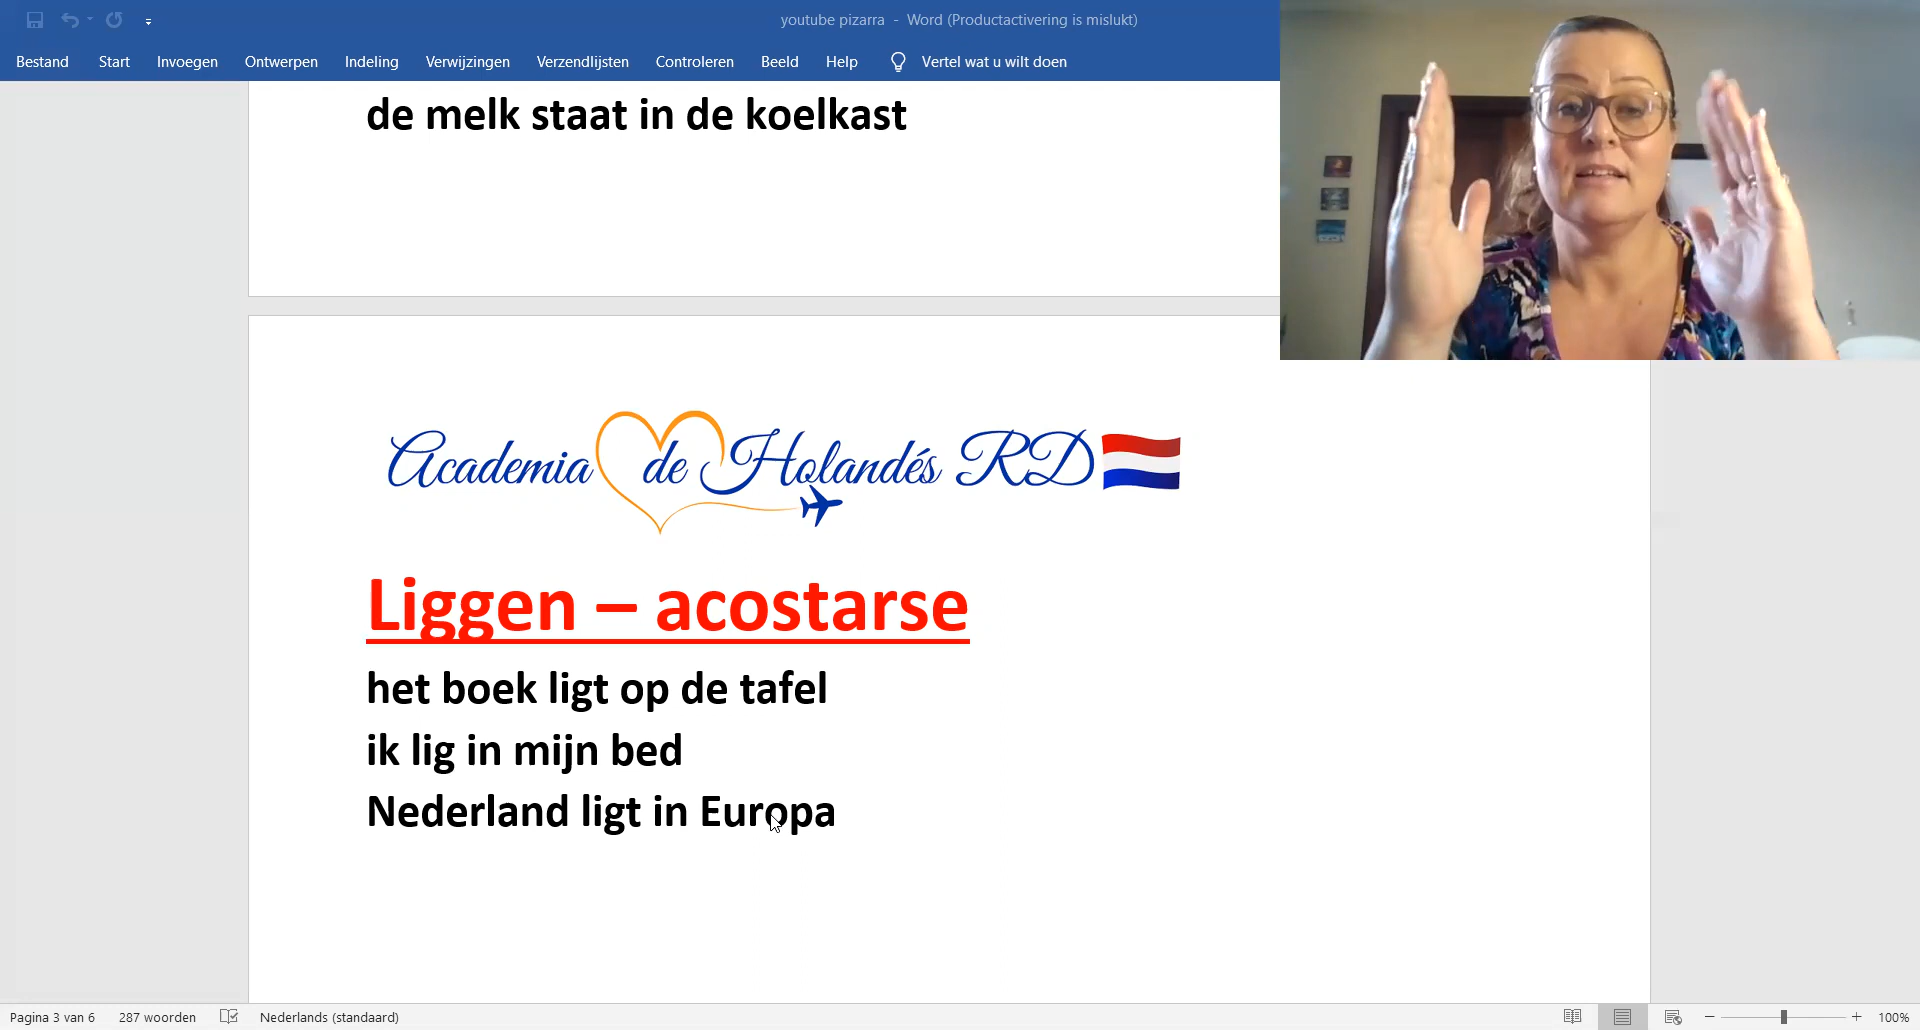 youtube pizarra - Word (Productactivering is mislukt)
Bestand Start Invoegen Ontwerpen Indeling Verwijzingen Verzendlijsten Controleren Beeld Help Vertel wat u wilt doen
de melk staat in de koelkast
Academia de Holandés RD
Liggen – acostarse
het boek ligt op de tafel
ik lig in mijn bed
Nederland ligt in Europa
Pagina 3 van 6 287 woorden Nederlands (standaard) 100%